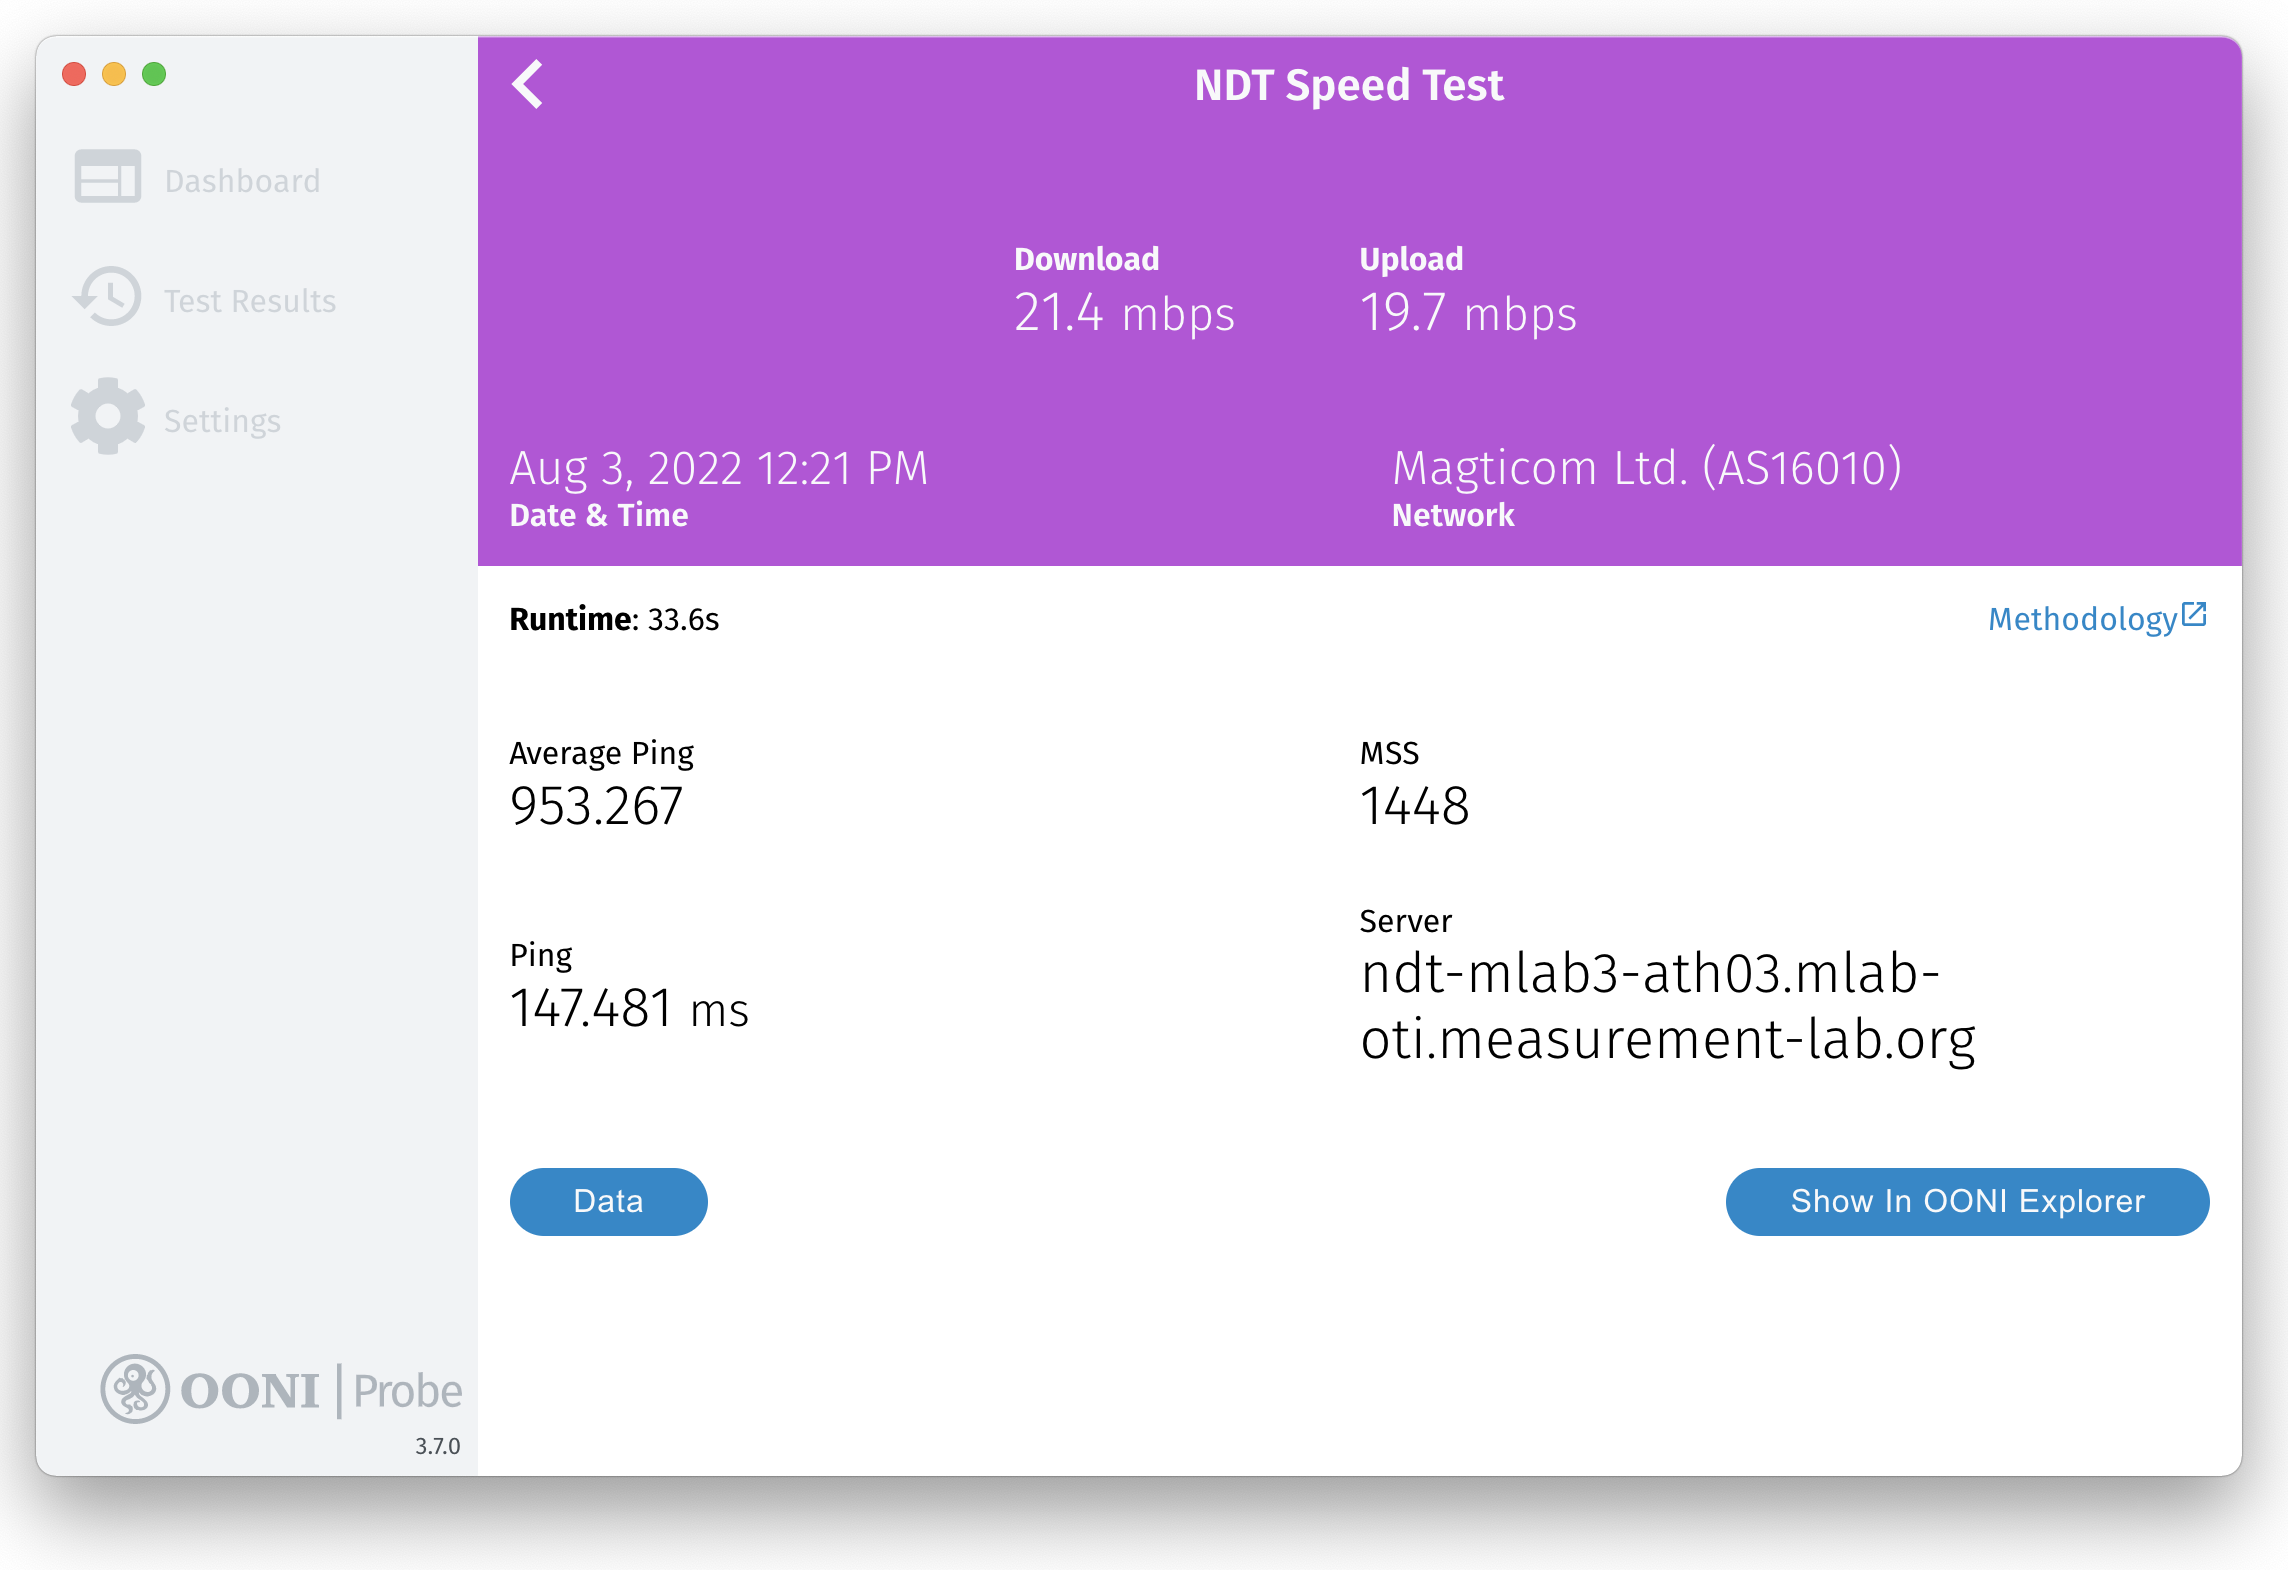 NDT Speed Test
Dashboard
Test Results
Settings
Download
21.4 mbps
Upload
19.7 mbps
Aug 3, 2022 12:21 PM
Date & Time
Magticom Ltd. (AS16010)
Network
Runtime: 33.6s
Methodology
Average Ping
953.267
MSS
1448
Ping
147.481 ms
Server
ndt-mlab3-ath03.mlab-
oti.measurement-lab.org
Data
Show In OONI Explorer
OONI | Probe
3.7.0